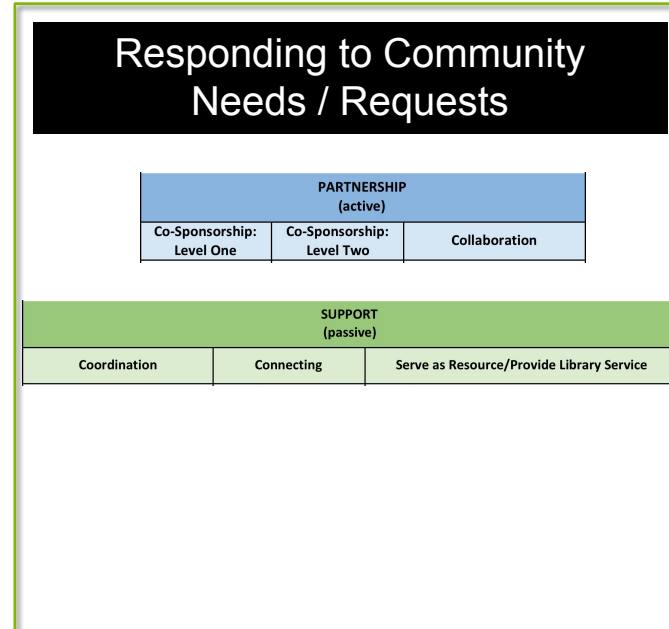 Responding to Community
Needs / Requests
PARTNERSHIP
(active)
Co-Sponsorship:
Level One
Co-Sponsorship:
Level Two
Collaboration
SUPPORT
(passive)
Coordination
Connecting
Serve as Resource/Provide Library Service